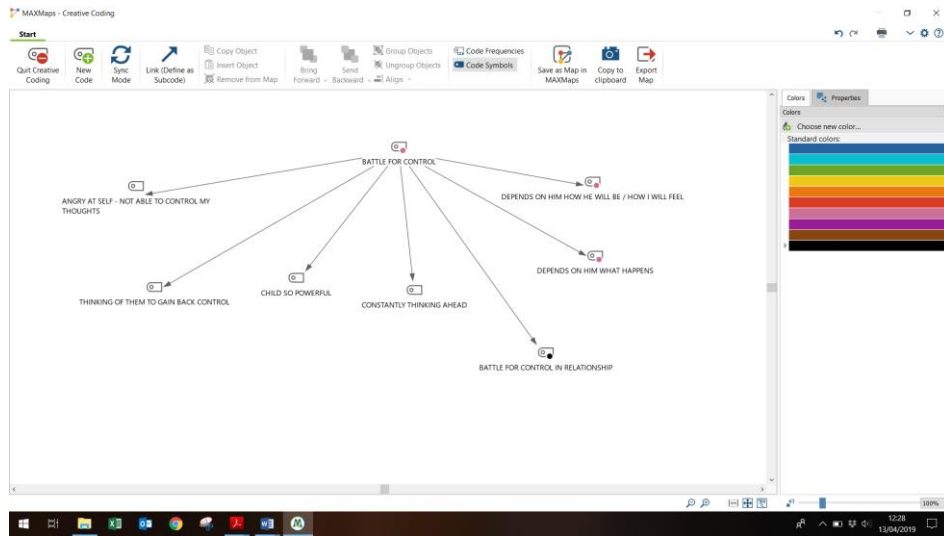 MAXMaps - Creative Coding
Start
Quit Creative
Coding
New
Code
Sync
Mode
Link (Define as
Subcode)
Copy Object
Insert Object
Remove from Map
Bring
Forward
Send
Backward
Group Objects
Ungroup Objects
Align
Code Frequencies
Code Symbols
Save as Map in
MAXMaps
Copy to
clipboard
Export
Map
Colors
Properties
Colors
Choose new color...
Standard colors:
BATTLE FOR CONTROL
ANGRY AT SELF - NOT ABLE TO CONTROL MY
THOUGHTS
DEPENDS ON HIM HOW HE WILL BE / HOW I WILL FEEL
DEPENDS ON HIM WHAT HAPPENS
CHILD SO POWERFUL
THINKING OF THEM TO GAIN BACK CONTROL
CONSTANTLY THINKING AHEAD
BATTLE FOR CONTROL IN RELATIONSHIP
100%
12:28
13/04/2019